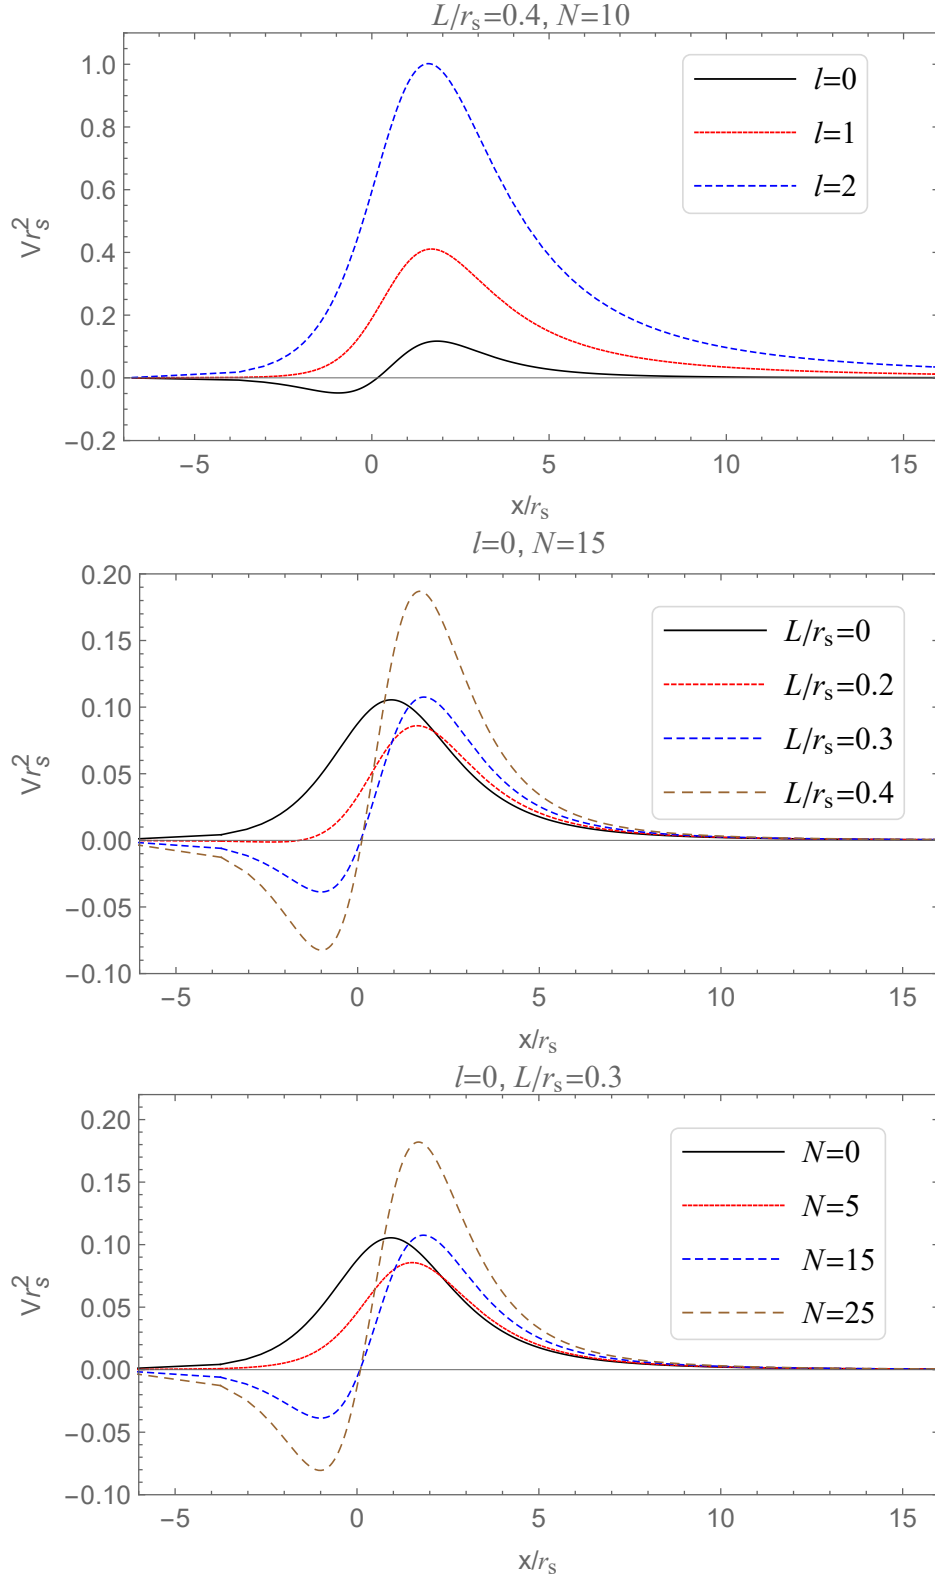 L/rₛ=0.4, N=10
1.0
0.8
0.6
0.4
0.2
0.0
−0.2
V rₛ²
l=0
l=1
l=2
−5 0 5 10 15
x/rₛ
l=0, N=15
0.20
0.15
0.10
0.05
0.00
−0.05
−0.10
V rₛ²
L/rₛ=0
L/rₛ=0.2
L/rₛ=0.3
L/rₛ=0.4
−5 0 5 10 15
x/rₛ
l=0, L/rₛ=0.3
0.20
0.15
0.10
0.05
0.00
−0.05
−0.10
V rₛ²
N=0
N=5
N=15
N=25
−5 0 5 10 15
x/rₛ